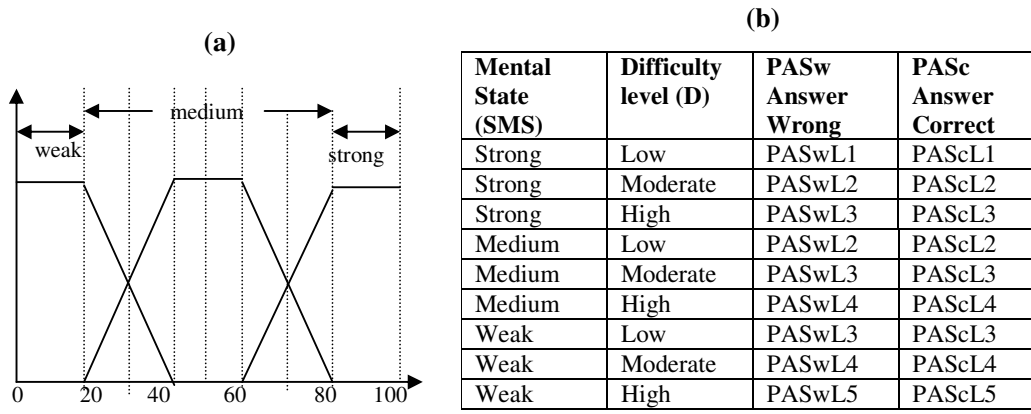 (a)
medium
weak
strong
0 20 40 60 80 100
(b)
Mental State (SMS) Difficulty level (D) PASw Answer Wrong PASc Answer Correct
Strong Low PASwL1 PAScL1
Strong Moderate PASwL2 PAScL2
Strong High PASwL3 PAScL3
Medium Low PASwL2 PAScL2
Medium Moderate PASwL3 PAScL3
Medium High PASwL4 PAScL4
Weak Low PASwL3 PAScL3
Weak Moderate PASwL4 PAScL4
Weak High PASwL5 PAScL5